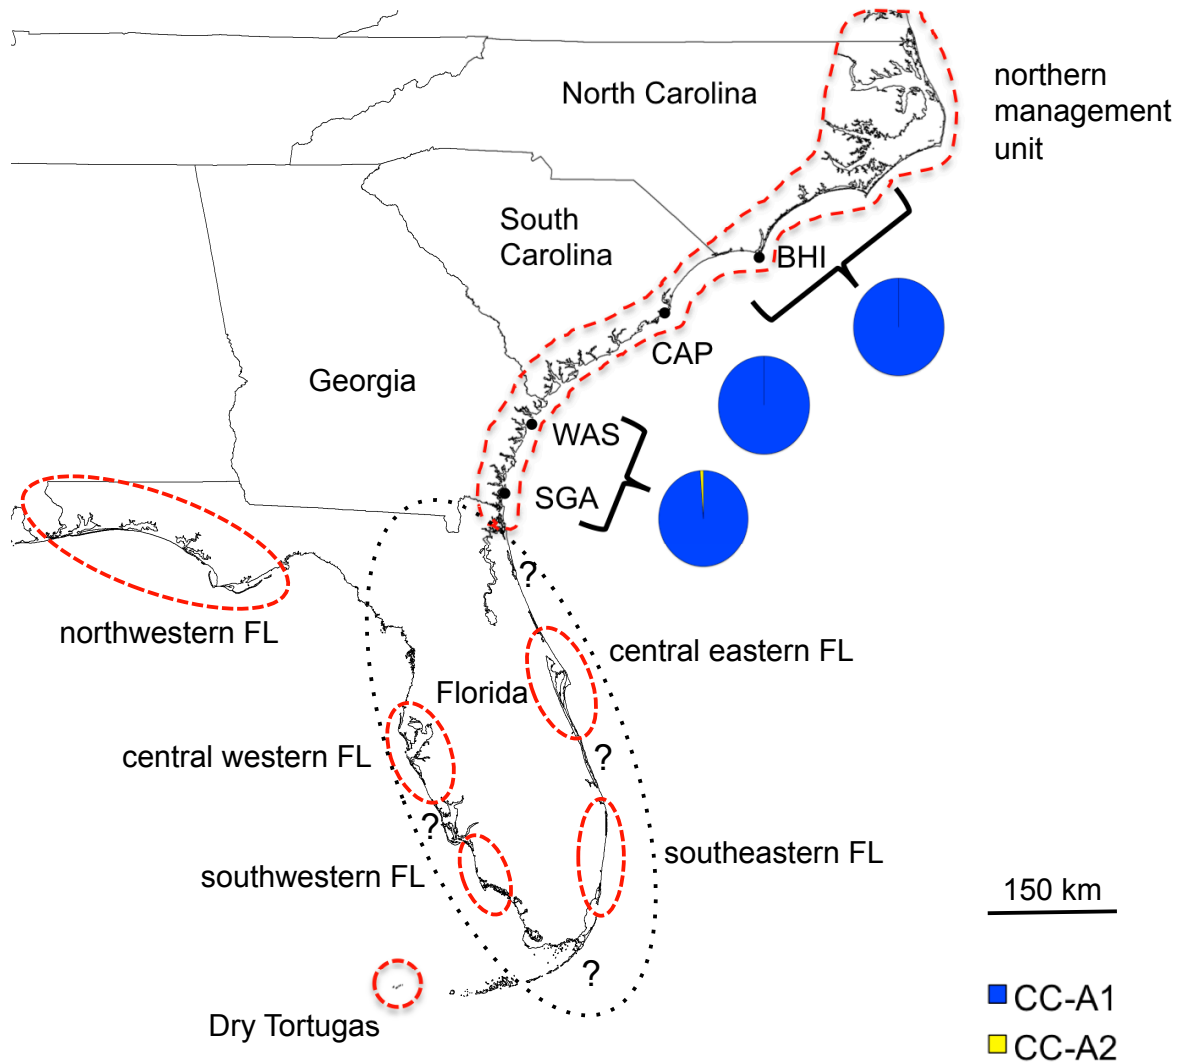 North Carolina
northern
management
unit
South
Carolina
BHI
CAP
Georgia
WAS
SGA
?
northwestern FL
central eastern FL
Florida
central western FL
?
?
southwestern FL
southeastern FL
150 km
?
Dry Tortugas
CC-A1
CC-A2